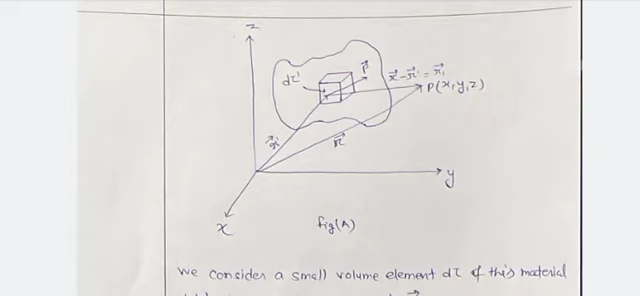 z
dτ'
P⃗
r⃗ - r⃗' = r⃗₁
P(x,y,z)
r⃗'
r⃗
y
x
fig(A)
We consider a small volume element dτ of this material